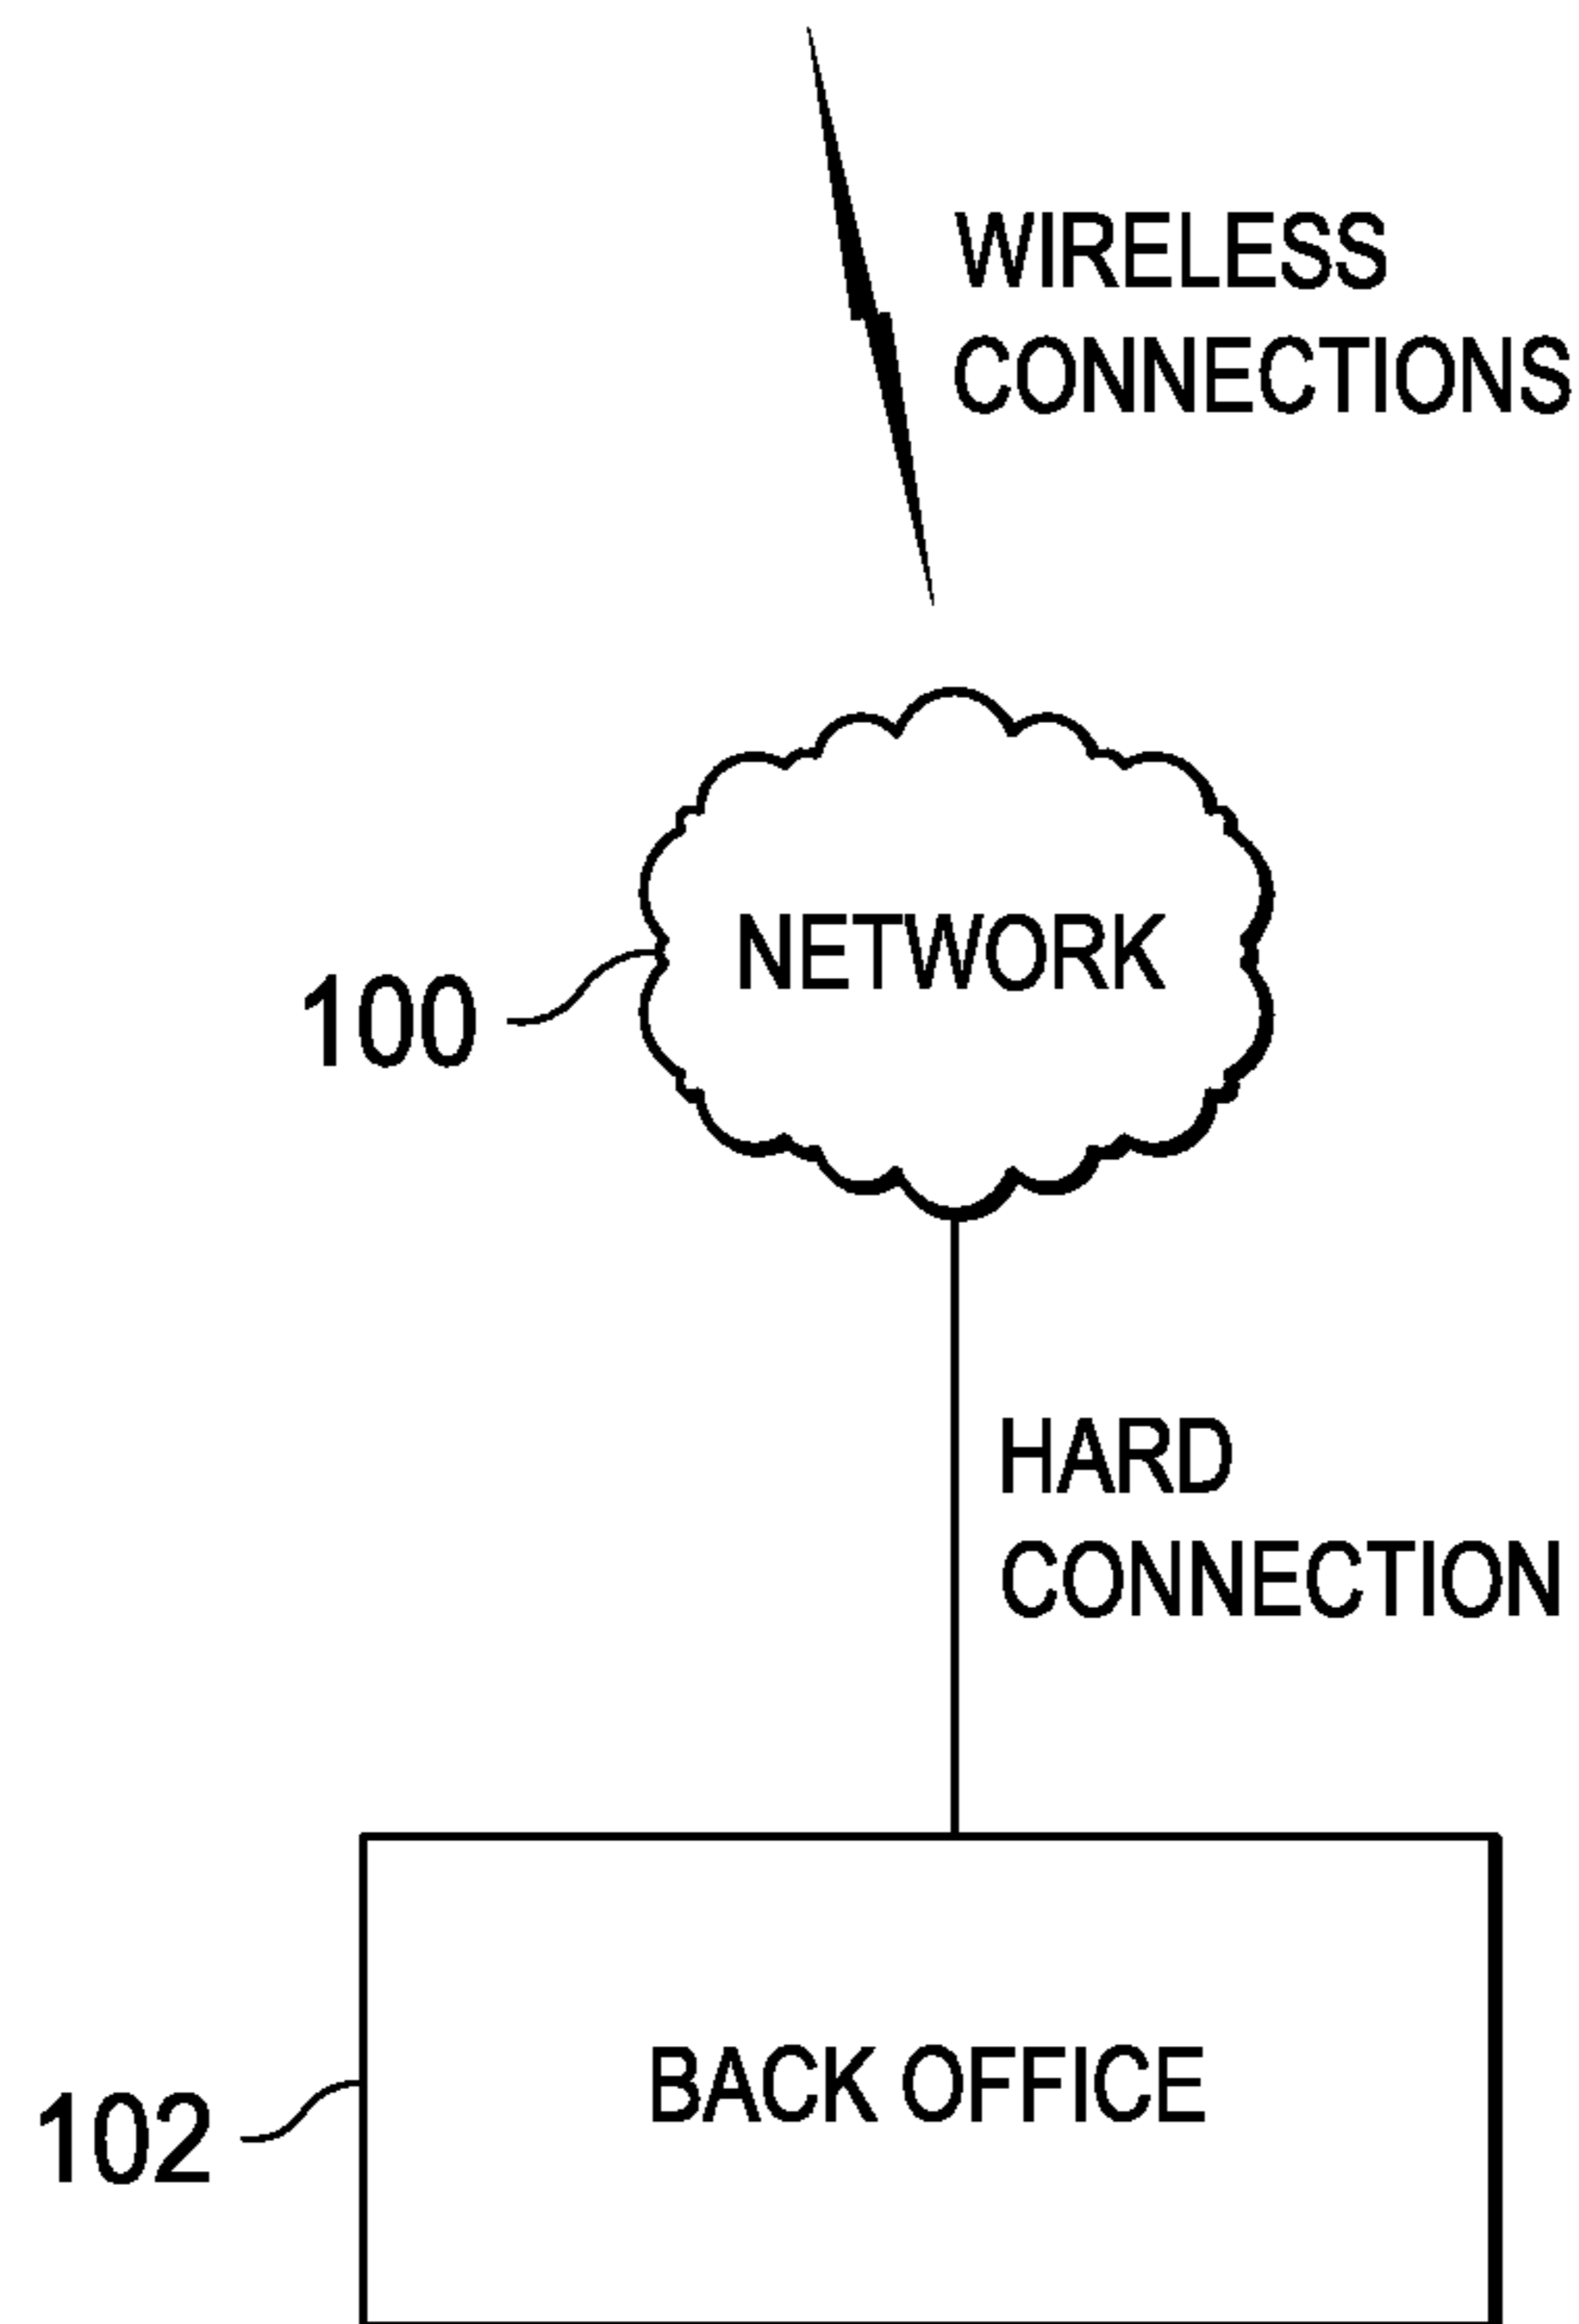 WIRELESS
CONNECTIONS
NETWORK
100
HARD
CONNECTION
BACK OFFICE
102